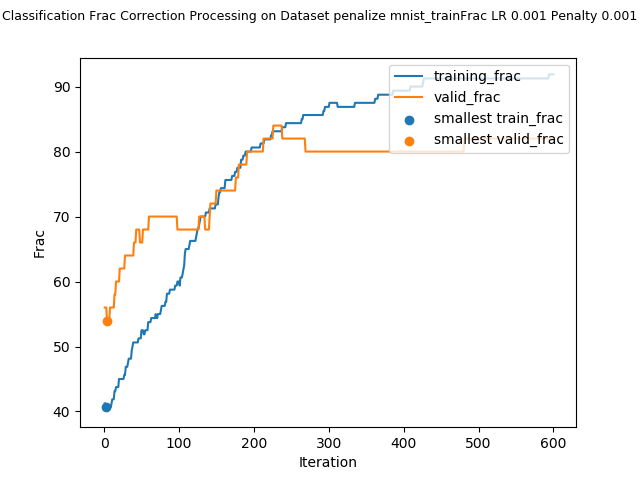 Classification Frac Correction Processing on Dataset penalize mnist_trainFrac LR 0.001 Penalty 0.001
training_frac
valid_frac
smallest train_frac
smallest valid_frac
90
80
70
60
50
40
Frac
0 100 200 300 400 500 600
Iteration